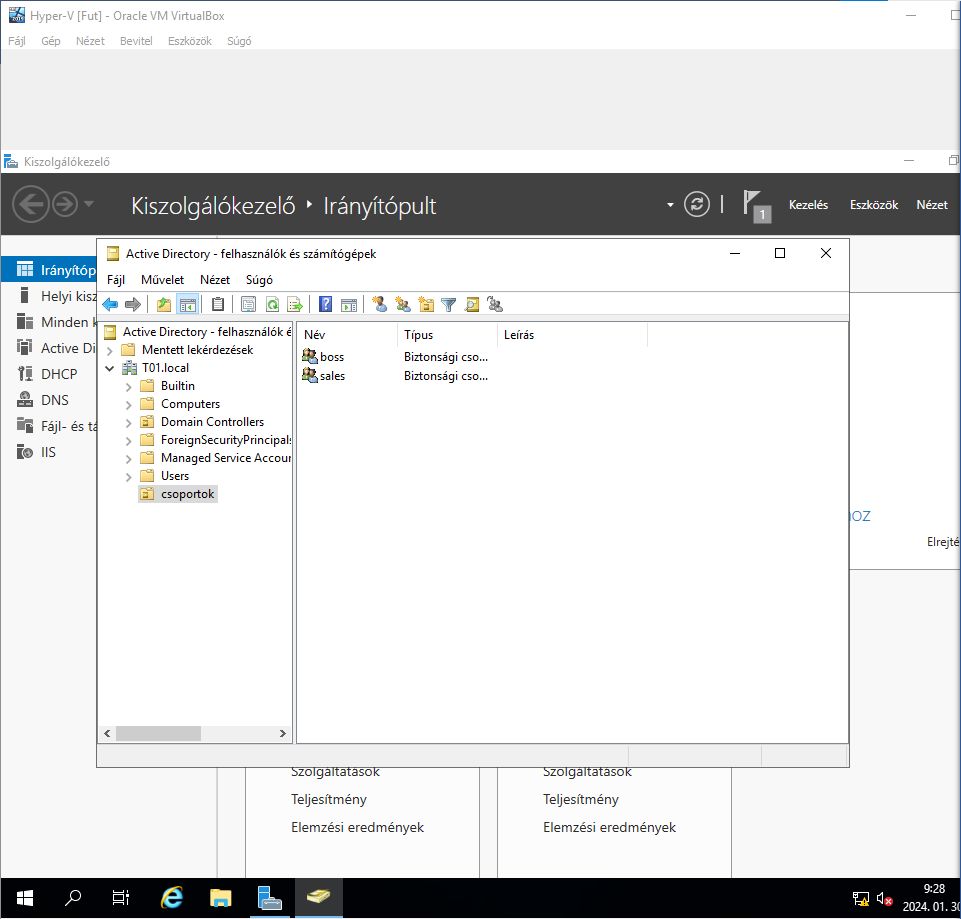 Hyper-V [Fut] - Oracle VM VirtualBox
Fájl Gép Nézet Bevitel Eszközök Súgó
Kiszolgálókezelő
Kiszolgálókezelő Irányítópult
1
Kezelés Eszközök Nézet
Irányítóp
Helyi kisz
Minden k
Active Di
DHCP
DNS
Fájl- és tá
IIS
Active Directory - felhasználók és számítógépek
Fájl Művelet Nézet Súgó
Active Directory - felhasználók é
Mentett lekérdezések
T01.local
Builtin
Computers
Domain Controllers
ForeignSecurityPrincipals
Managed Service Accour
Users
csoportok
Név Típus Leírás
boss Biztonsági cso...
sales Biztonsági cso...
HOZ
Elrejté
Szolgáltatások
Teljesítmény
Elemzési eredmények
Szolgáltatások
Teljesítmény
Elemzési eredmények
9:28
2024. 01. 30